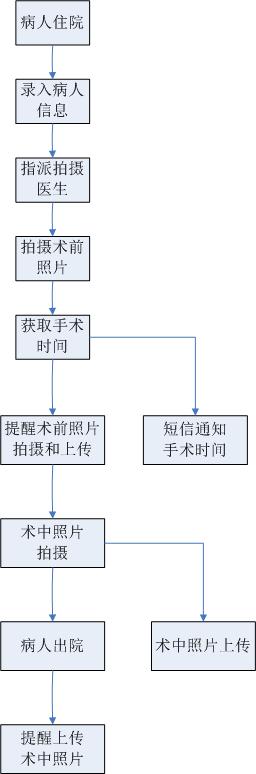 病人住院
录入病人
信息
指派拍摄
医生
拍摄术前
照片
获取手术
时间
提醒术前照片
拍摄和上传
短信通知
手术时间
术中照片
拍摄
病人出院
术中照片上传
提醒上传
术中照片